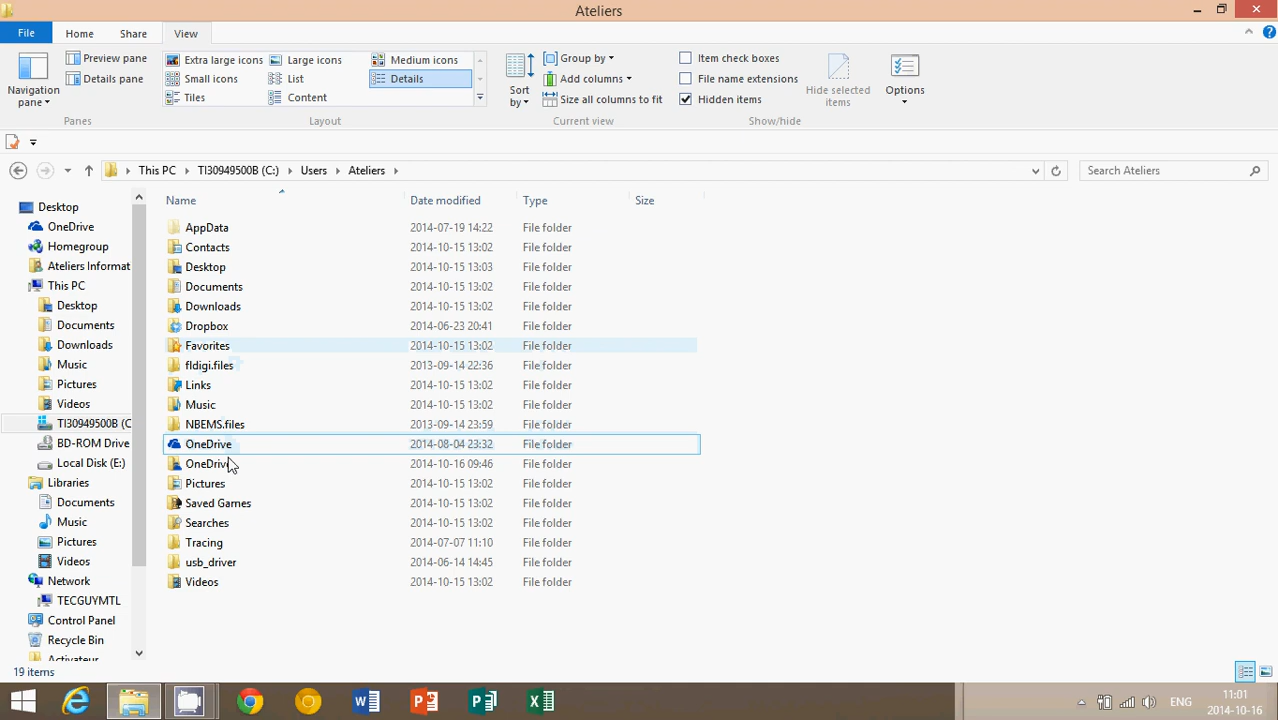 Ateliers
File Home Share View
Preview pane Extra large icons Large icons Medium icons Group by Item check boxes
Details pane Small icons List Details Add columns File name extensions
Navigation pane Tiles Content Sort by Size all columns to fit Hidden items Hide selected items Options
Panes Layout Current view Show/hide
This PC TI30949500B (C:) Users Ateliers Search Ateliers
Name Date modified Type Size
Desktop
OneDrive
Homegroup
Ateliers Informat
This PC
Desktop
Documents
Downloads
Music
Pictures
Videos
TI30949500B (C
BD-ROM Drive
Local Disk (E:)
Libraries
Documents
Music
Pictures
Videos
Network
TECGUYMTL
Control Panel
Recycle Bin
Activateur
AppData 2014-07-19 14:22 File folder
Contacts 2014-10-15 13:02 File folder
Desktop 2014-10-15 13:03 File folder
Documents 2014-10-15 13:02 File folder
Downloads 2014-10-15 13:02 File folder
Dropbox 2014-06-23 20:41 File folder
Favorites 2014-10-15 13:02 File folder
fldigi.files 2013-09-14 22:36 File folder
Links 2014-10-15 13:02 File folder
Music 2014-10-15 13:02 File folder
NBEMS.files 2013-09-14 23:59 File folder
OneDrive 2014-08-04 23:32 File folder
OneDrive 2014-10-16 09:46 File folder
Pictures 2014-10-15 13:02 File folder
Saved Games 2014-10-15 13:02 File folder
Searches 2014-10-15 13:02 File folder
Tracing 2014-07-07 11:10 File folder
usb_driver 2014-06-14 14:45 File folder
Videos 2014-10-15 13:02 File folder
19 items
ENG 11:01
2014-10-16